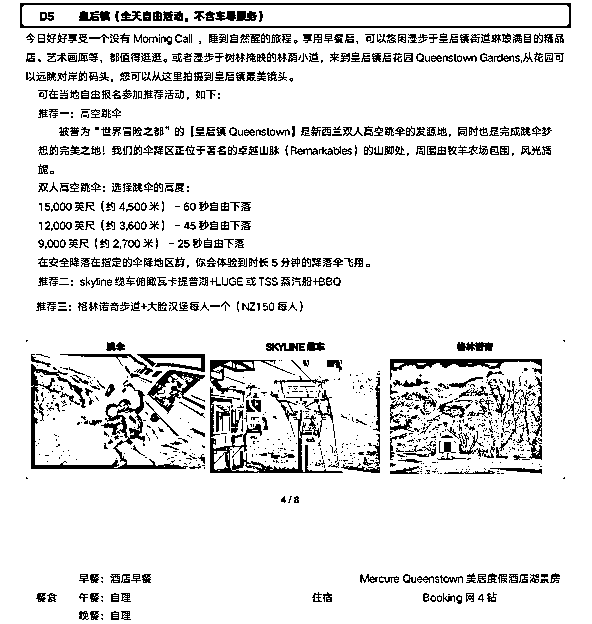 D5 皇后镇（全天自由活动，不含车导服务）
今日好好享受一个没有 Morning Call ，睡到自然醒的旅程。享用早餐后，可以悠闲漫步于皇后镇街道琳琅满目的精品
店、艺术画廊等，都值得逛逛。或者漫步于树林掩映的林荫小道，来到皇后镇后花园 Queenstown Gardens,从花园可
以远眺对岸的码头，您可以从这里拍摄到皇后镇最美镜头。
可在当地自由报名参加推荐活动，如下：
推荐一：高空跳伞
被誉为“世界冒险之都”的【皇后镇 Queenstown】是新西兰双人高空跳伞的发源地，同时也是完成跳伞梦
想的完美之地！我们的伞降区正位于著名的卓越山脉（Remarkables）的山脚处，周围由牧羊农场包围，风光旖
旎。
双人高空跳伞：选择跳伞的高度：
15,000 英尺（约 4,500 米） – 60 秒自由下落
12,000 英尺（约 3,600 米） – 45 秒自由下落
9,000 英尺（约 2,700 米） – 25 秒自由下落
在安全降落在指定的伞降地区前，你会体验到时长 5 分钟的降落伞飞翔。
推荐二：skyline 缆车俯瞰瓦卡提普湖+LUGE 或 TSS 蒸汽船+BBQ
推荐三：格林诺奇步道+大脸汉堡每人一个（NZ150 每人）
跳伞 SKYLINE 缆车 格林诺奇
4 / 8
早餐：酒店早餐 Mercure Queenstown 美居度假酒店湖景房
餐食 午餐：自理 住宿 Booking 网 4 钻
晚餐：自理